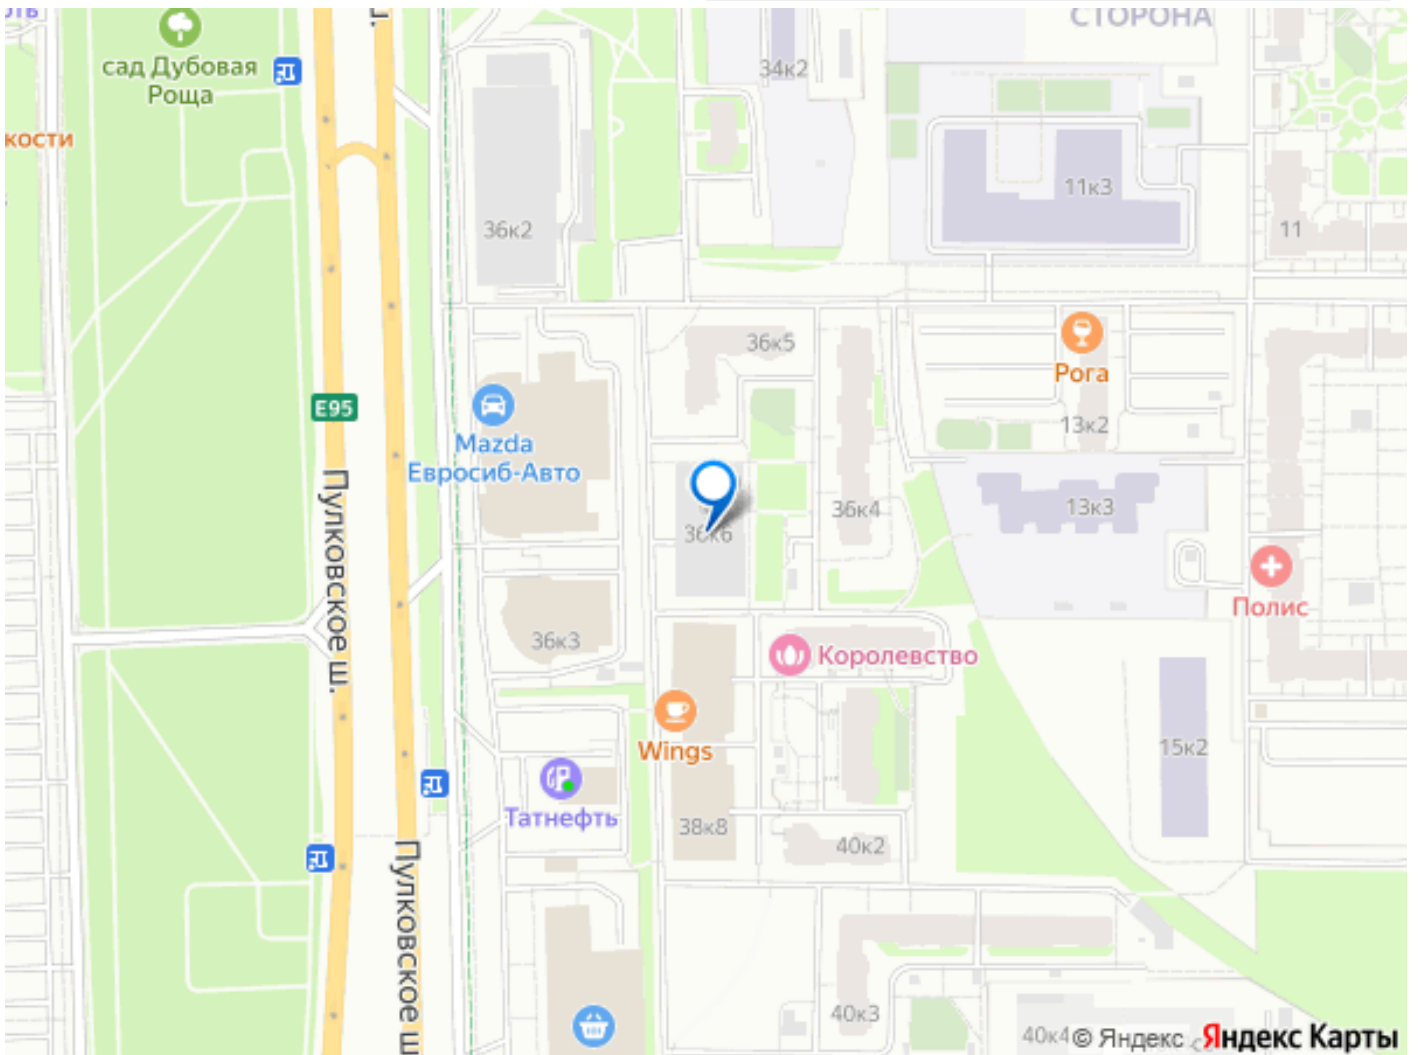 СТОРОНА
сад Дубовая
Роща
34к2
кости
11к3
36к2
11
36к5
Рога
E95
13к2
Mazda
Евросиб-Авто
Пулковское ш.
36к6
36к4
13к3
Полис
36к3
Королевство
Wings
15к2
Татнефть
38к8
40к2
Пулковское ш
40к3
40к4
© Яндекс
Яндекс Карты